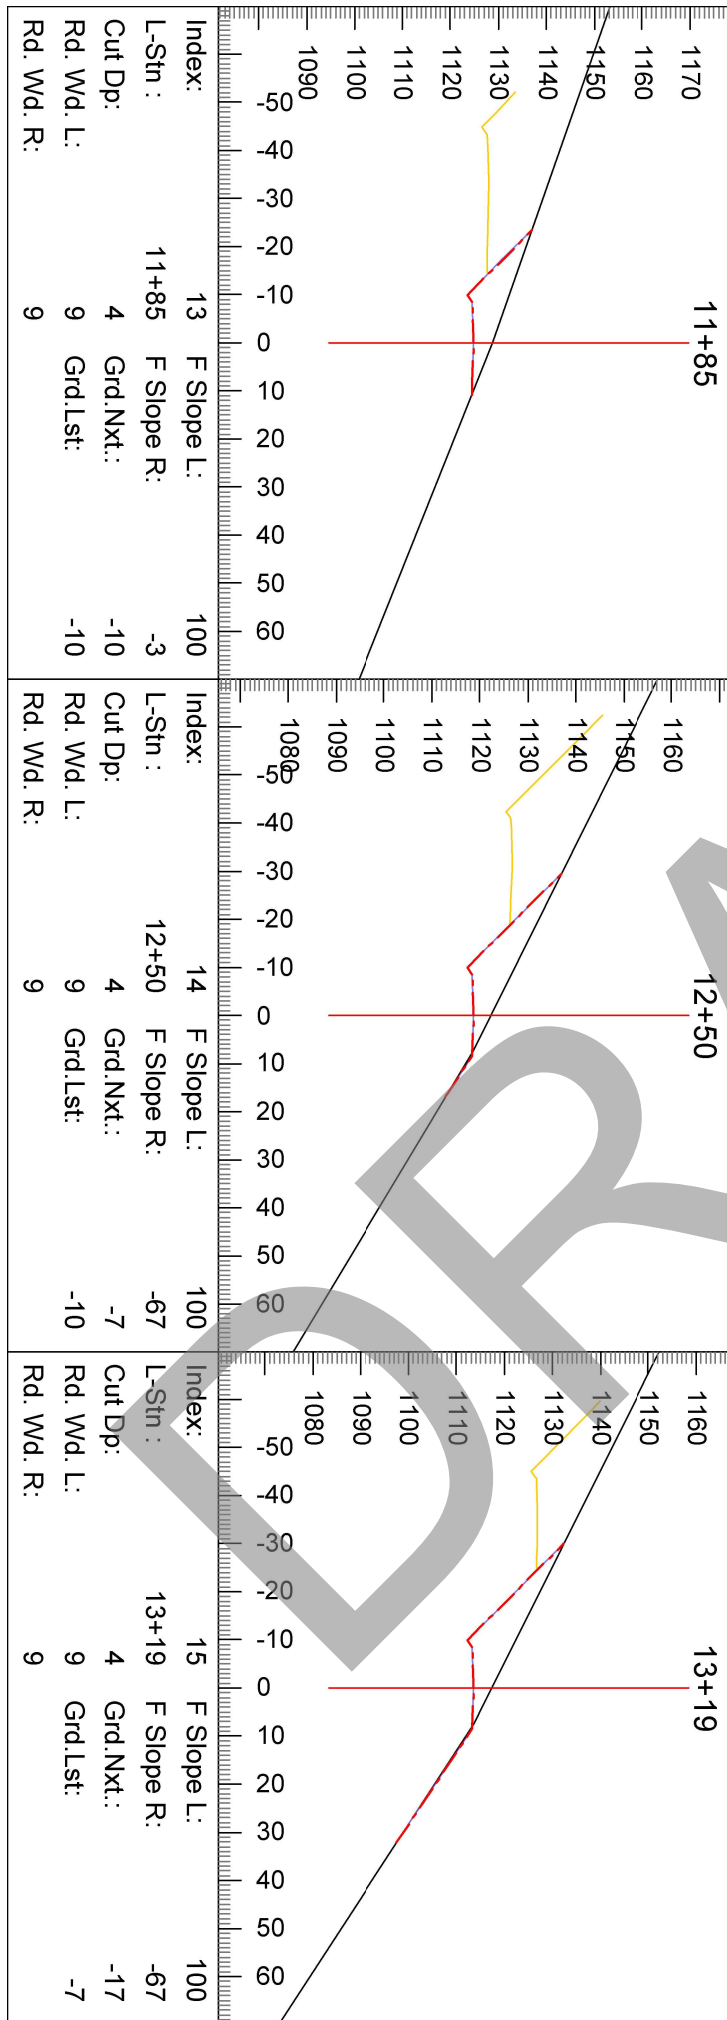 11+85
1090 1100 1110 1120 1130 1140 1150 1160 1170
-50 -40 -30 -20 -10 0 10 20 30 40 50 60
Index: 13 F Slope L: 100
L-Stn : 11+85 F Slope R: -3
Cut Dp: 4 Grd.Nxt.: -10
Rd. Wd. L: 9 Grd.Lst: -10
Rd. Wd. R: 9
12+50
1080 1090 1100 1110 1120 1130 1140 1150 1160
-50 -40 -30 -20 -10 0 10 20 30 40 50 60
Index: 14 F Slope L: 100
L-Stn : 12+50 F Slope R: -67
Cut Dp: 4 Grd.Nxt.: -7
Rd. Wd. L: 9 Grd.Lst: -10
Rd. Wd. R: 9
13+19
1080 1090 1100 1110 1120 1130 1140 1150
-50 -40 -30 -20 -10 0 10 20 30 40 50 60
Index: 15 F Slope L: 100
L-Stn : 13+19 F Slope R: -67
Cut Dp: 4 Grd.Nxt.: -17
Rd. Wd. L: 9 Grd.Lst: -7
Rd. Wd. R: 9
DRA